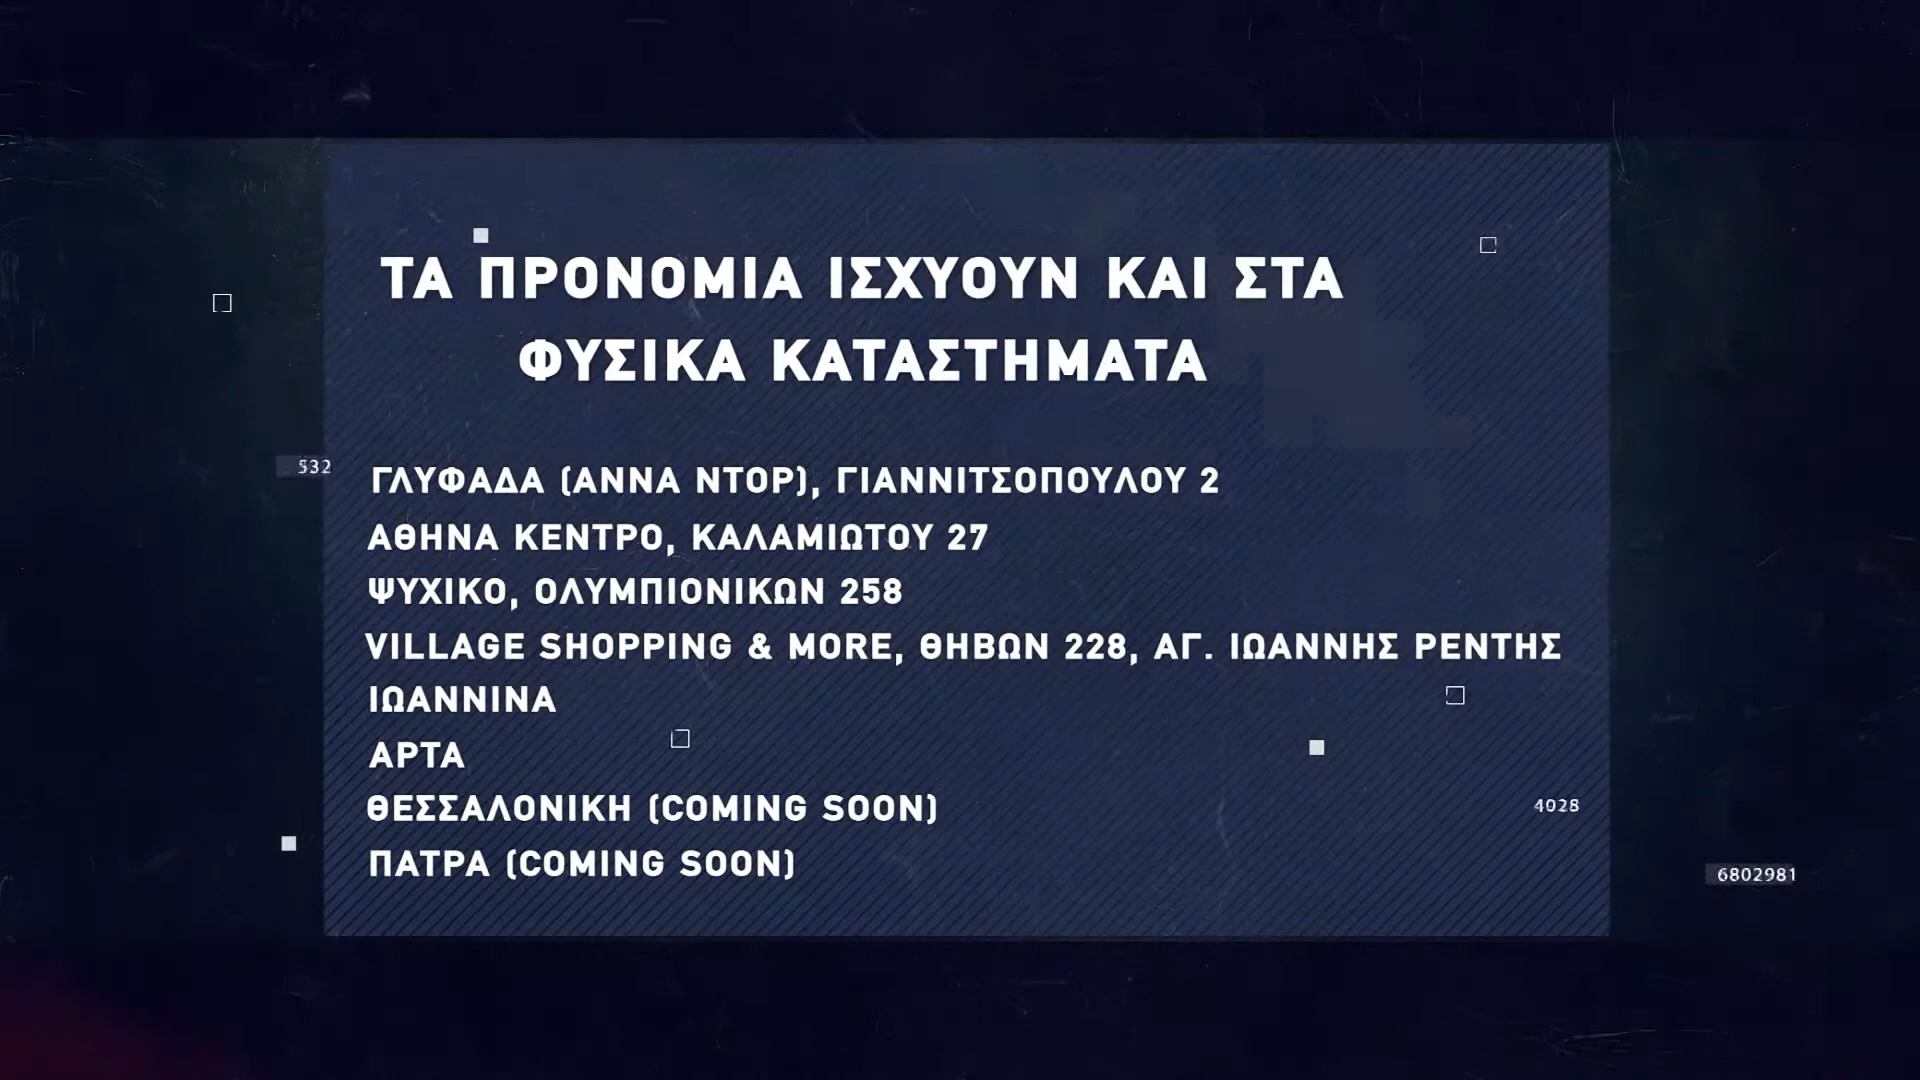 ΤΑ ΠΡΟΝΟΜΙΑ ΙΣΧΥΟΥΝ ΚΑΙ ΣΤΑ
ΦΥΣΙΚΑ ΚΑΤΑΣΤΗΜΑΤΑ
532
ΓΛΥΦΑΔΑ (ΑΝΝΑ ΝΤΟΡ), ΓΙΑΝΝΙΤΣΟΠΟΥΛΟΥ 2
ΑΘΗΝΑ ΚΕΝΤΡΟ, ΚΑΛΑΜΙΩΤΟΥ 27
ΨΥΧΙΚΟ, ΟΛΥΜΠΙΟΝΙΚΩΝ 258
VILLAGE SHOPPING & MORE, ΘΗΒΩΝ 228, ΑΓ. ΙΩΑΝΝΗΣ ΡΕΝΤΗΣ
ΙΩΑΝΝΙΝΑ
ΑΡΤΑ
ΘΕΣΣΑΛΟΝΙΚΗ (COMING SOON)
4028
ΠΑΤΡΑ (COMING SOON)
6802981